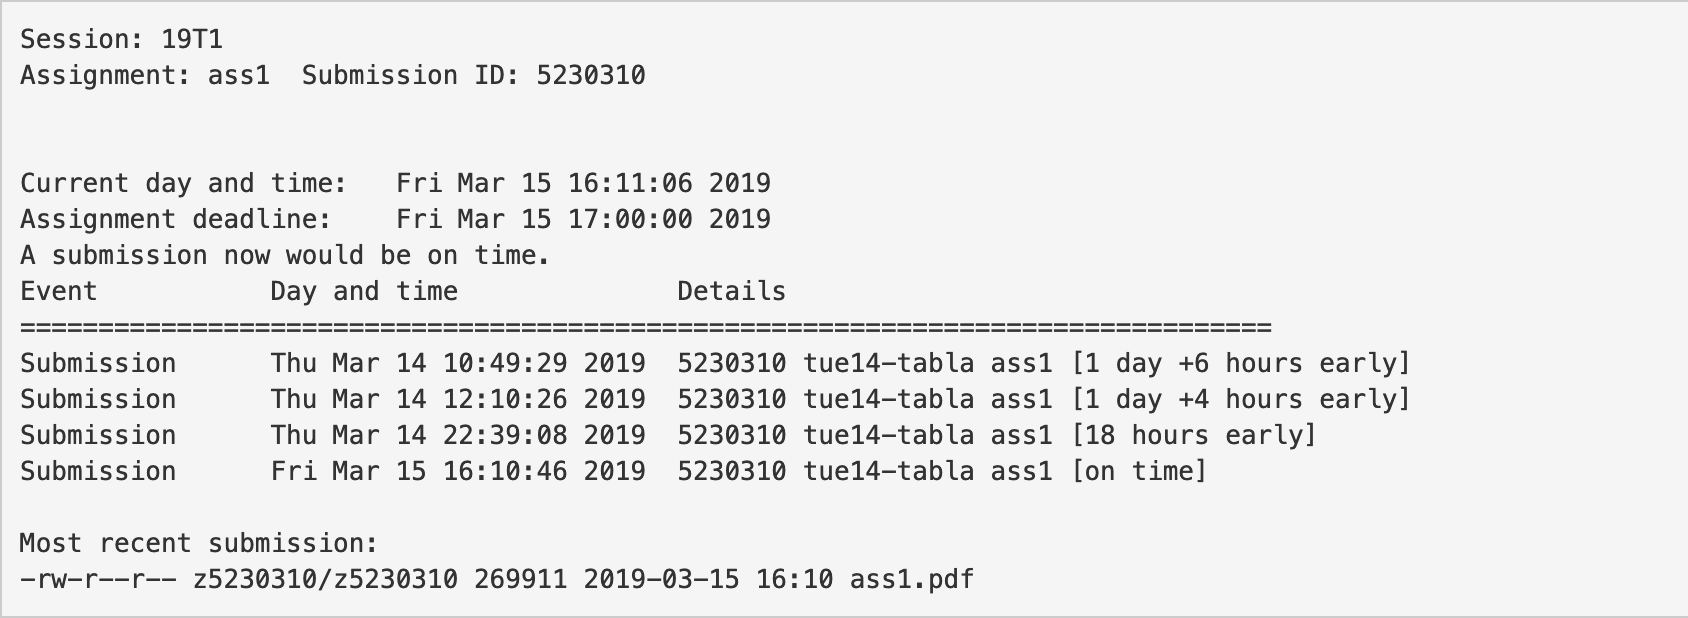 Session: 19T1
Assignment: ass1  Submission ID: 5230310
Current day and time:   Fri Mar 15 16:11:06 2019
Assignment deadline:    Fri Mar 15 17:00:00 2019
A submission now would be on time.
Event           Day and time              Details
================================================================================
Submission      Thu Mar 14 10:49:29 2019  5230310 tue14-tabla ass1 [1 day +6 hours early]
Submission      Thu Mar 14 12:10:26 2019  5230310 tue14-tabla ass1 [1 day +4 hours early]
Submission      Thu Mar 14 22:39:08 2019  5230310 tue14-tabla ass1 [18 hours early]
Submission      Fri Mar 15 16:10:46 2019  5230310 tue14-tabla ass1 [on time]
Most recent submission:
-rw-r--r-- z5230310/z5230310 269911 2019-03-15 16:10 ass1.pdf